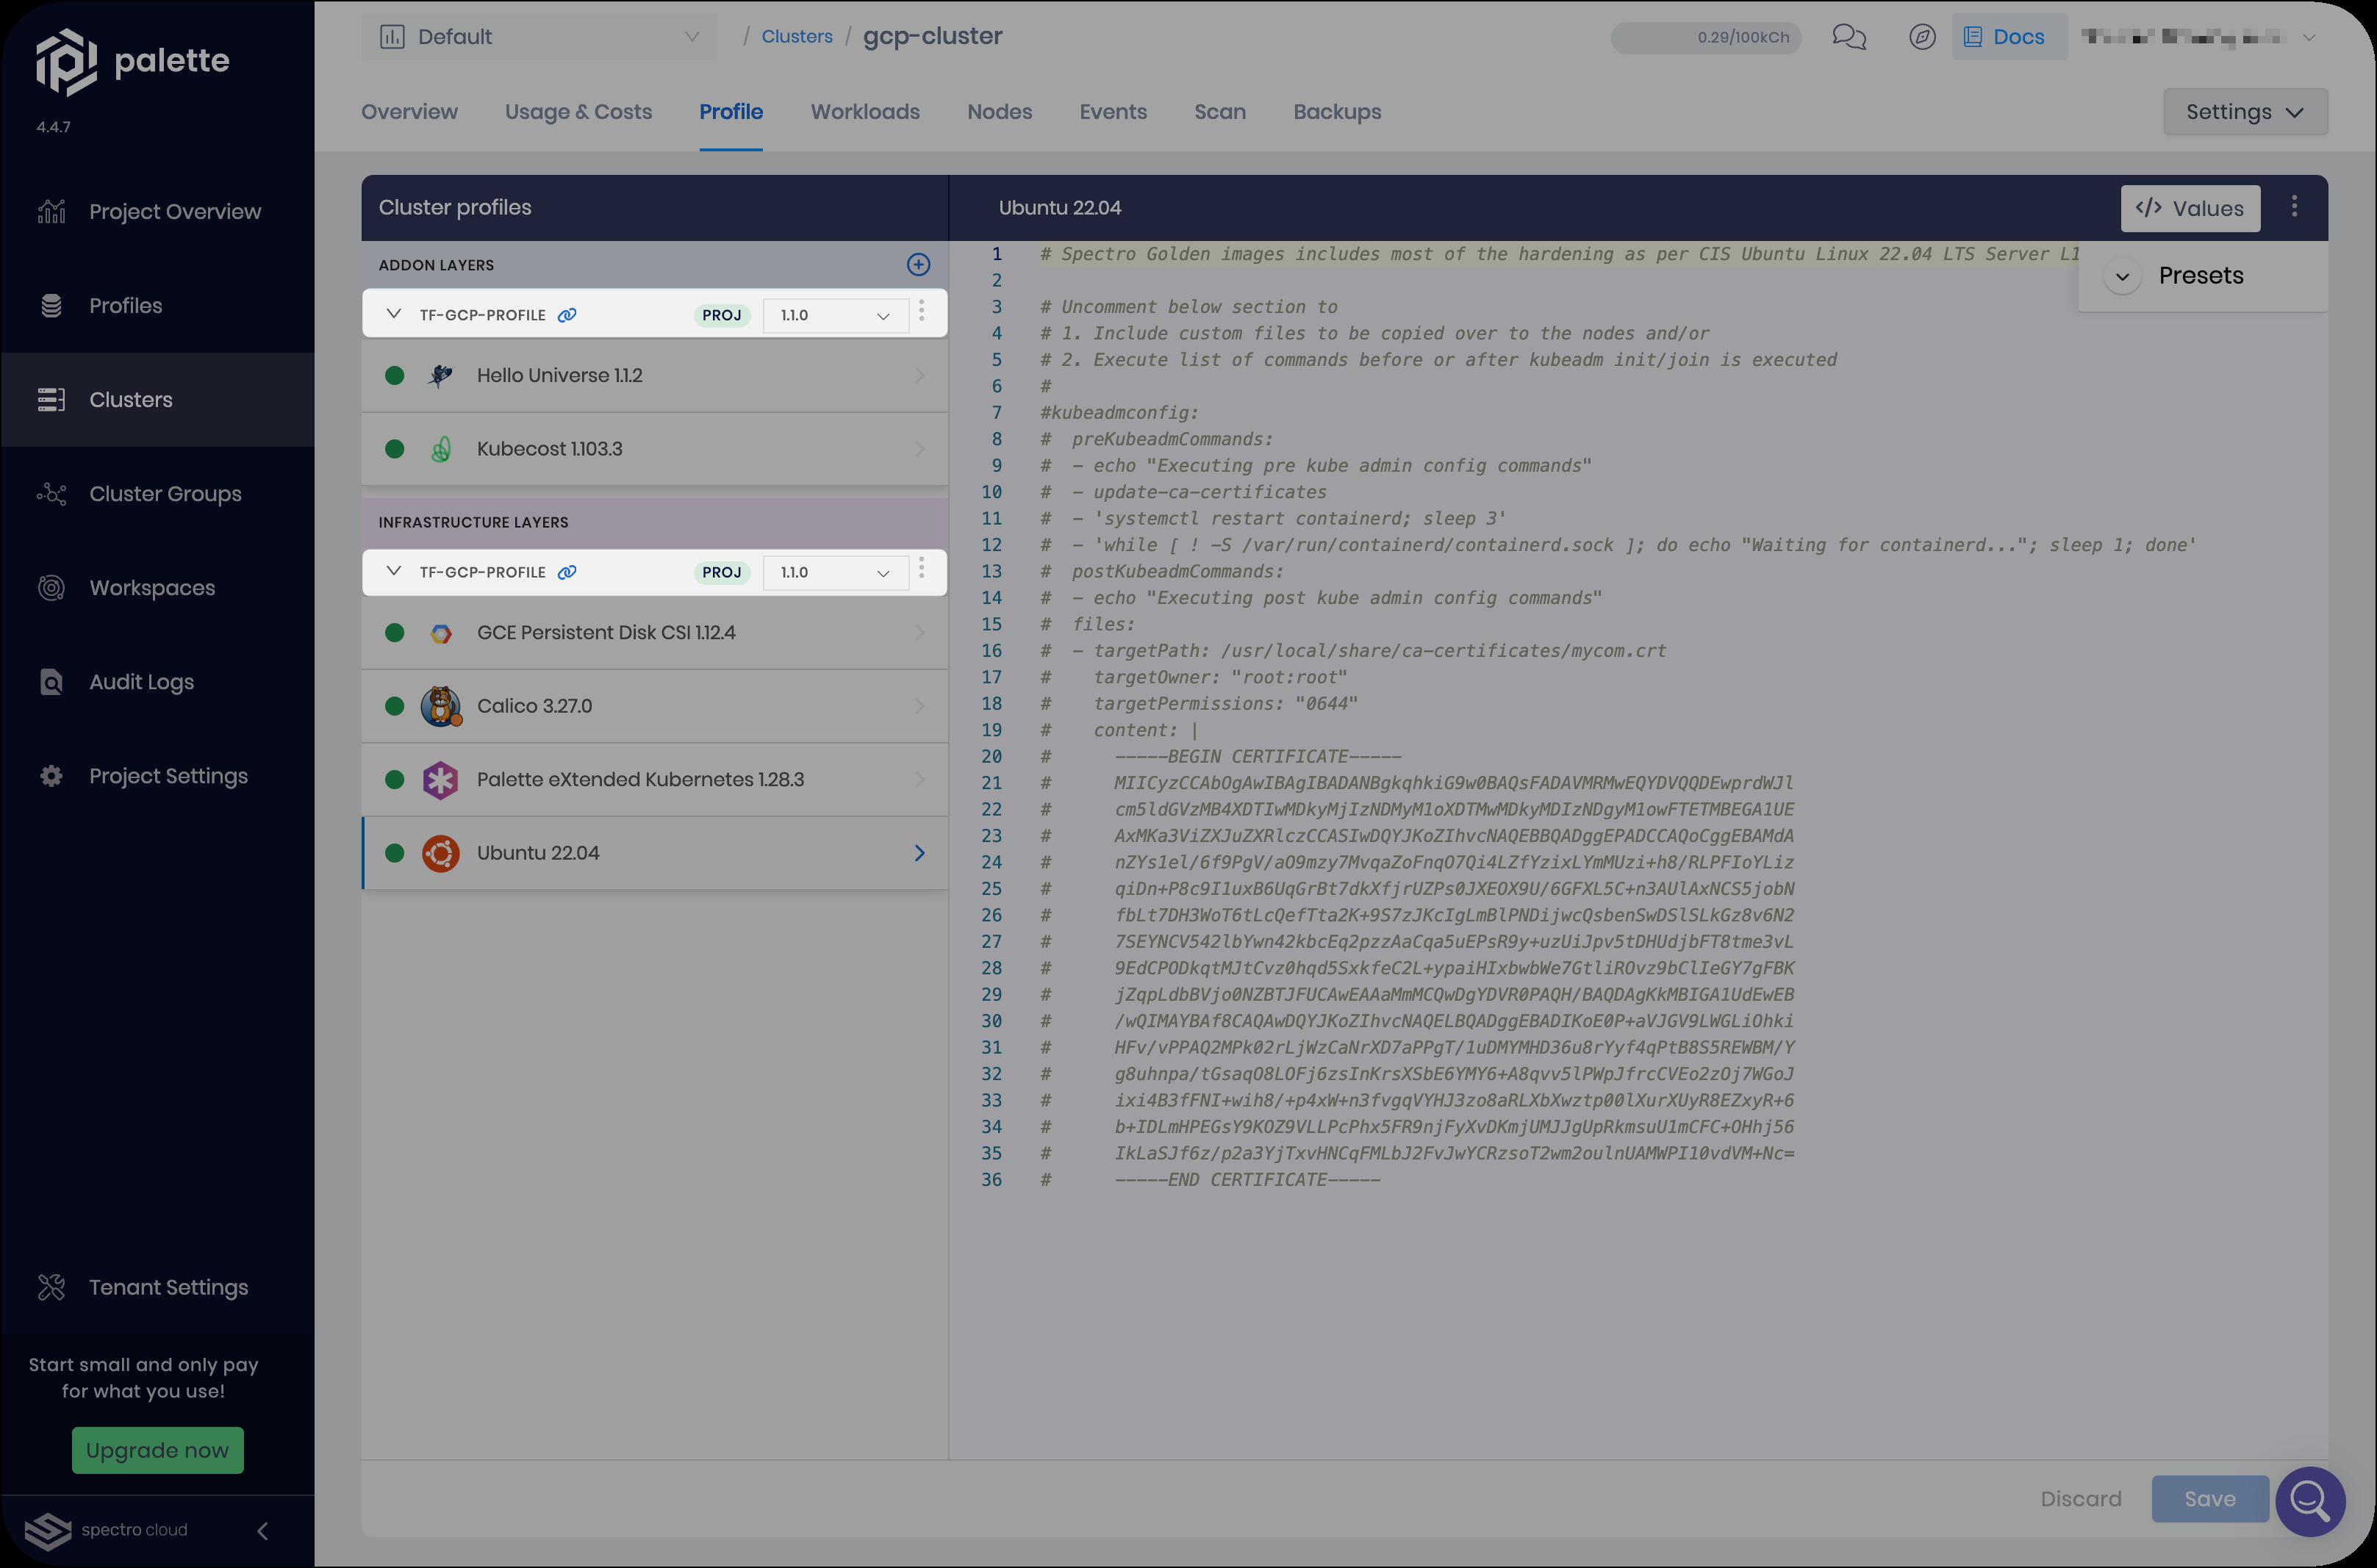 palette
4.4.7
Project Overview
Profiles
Clusters
Cluster Groups
Workspaces
Audit Logs
Project Settings
Tenant Settings
Start small and only pay
for what you use!
Upgrade now
spectro cloud
Default
/ Clusters / gcp-cluster
0.29/100kCh
Docs
Overview
Usage & Costs
Profile
Workloads
Nodes
Events
Scan
Backups
Settings
Cluster profiles
ADDON LAYERS
TF-GCP-PROFILE PROJ 1.1.0
Hello Universe 1.1.2
Kubecost 1.103.3
INFRASTRUCTURE LAYERS
TF-GCP-PROFILE PROJ 1.1.0
GCE Persistent Disk CSI 1.12.4
Calico 3.27.0
Palette eXtended Kubernetes 1.28.3
Ubuntu 22.04
Ubuntu 22.04
</> Values
Presets
1 # Spectro Golden images includes most of the hardening as per CIS Ubuntu Linux 22.04 LTS Server L1
2
3 # Uncomment below section to
4 # 1. Include custom files to be copied over to the nodes and/or
5 # 2. Execute list of commands before or after kubeadm init/join is executed
6 #
7 #kubeadmconfig:
8 #  preKubeadmCommands:
9 #  - echo "Executing pre kube admin config commands"
10 #  - update-ca-certificates
11 #  - 'systemctl restart containerd; sleep 3'
12 #  - 'while [ ! -S /var/run/containerd/containerd.sock ]; do echo "Waiting for containerd..."; sleep 1; done'
13 #  postKubeadmCommands:
14 #  - echo "Executing post kube admin config commands"
15 #  files:
16 #  - targetPath: /usr/local/share/ca-certificates/mycom.crt
17 #    targetOwner: "root:root"
18 #    targetPermissions: "0644"
19 #    content: |
20 #      -----BEGIN CERTIFICATE-----
21 #      MIICyzCCAbOgAwIBAgIBADANBgkqhkiG9w0BAQsFADAVMRMwEQYDVQQDEwprdWJl
22 #      cm5ldGVzMB4XDTIwMDkyMjIzNDMyM1oXDTMwMDkyMDIzNDgyM1owFTETMBEGA1UE
23 #      AxMKa3ViZXJuZXRlczCCASIwDQYJKoZIhvcNAQEBBQADggEPADCCAQoCggEBAMdA
24 #      nZYs1el/6f9PgV/aO9mzy7MvqaZoFnqO7Qi4LZfYzixLYmMUzi+h8/RLPFIoYLiz
25 #      qiDn+P8c9I1uxB6UqGrBt7dkXfjrUZPs0JXEOX9U/6GFXL5C+n3AUlAxNCS5jobN
26 #      fbLt7DH3WoT6tLcQefTta2K+9S7zJKcIgLmBlPNDijwcQsbenSwDSlSLkGz8v6N2
27 #      7SEYNCV542lbYwn42kbcEq2pzzAaCqa5uEPsR9y+uzUiJpv5tDHUdjbFT8tme3vL
28 #      9EdCPODkqtMJtCvz0hqd5SxkfeC2L+ypaiHIxbwbWe7GtliROvz9bClIeGY7gFBK
29 #      jZqpLdbBVjo0NZBTJFUCAwEAAaMmMCQwDgYDVR0PAQH/BAQDAgKkMBIGA1UdEwEB
30 #      /wQIMAYBAf8CAQAwDQYJKoZIhvcNAQELBQADggEBADIKoE0P+aVJGV9LWGLiOhki
31 #      HFv/vPPAQ2MPk02rLjWzCaNrXD7aPPgT/1uDMYMHD36u8rYyf4qPtB8S5REWBM/Y
32 #      g8uhnpa/tGsaqO8LOFj6zsInKrsXSbE6YMY6+A8qvv5lPWpJfrcCVEo2zOj7WGoJ
33 #      ixi4B3fFNI+wih8/+p4xW+n3fvgqVYHJ3zo8aRLXbXwztp00lXurXUyR8EZxyR+6
34 #      b+IDLmHPEGsY9KOZ9VLLPcPhx5FR9njFyXvDKmjUMJJgUpRkmsuU1mCFC+OHhj56
35 #      IkLaSJf6z/p2a3YjTxvHNCqFMLbJ2FvJwYCRzsoT2wm2oulnUAMWPI10vdVM+Nc=
36 #      -----END CERTIFICATE-----
Discard
Save